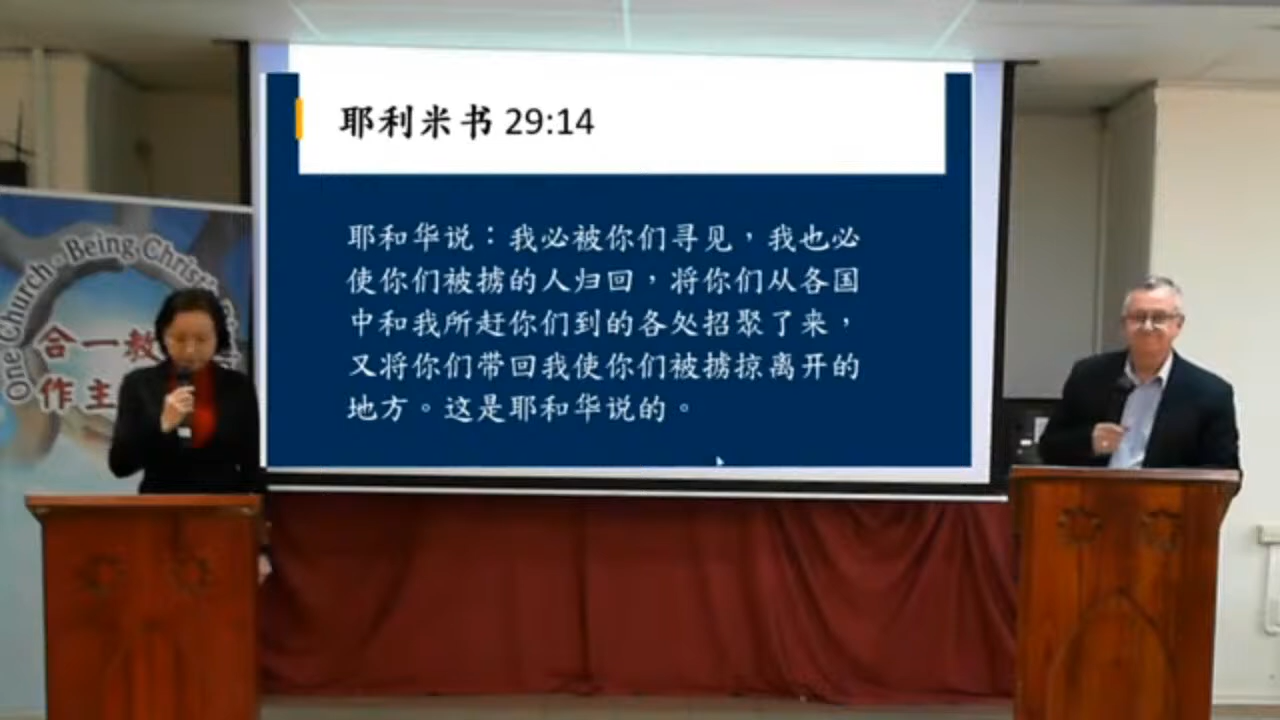 耶利米书 29:14
耶和华说：我必被你们寻见，我也必
使你们被掳的人归回，将你们从各国
中和我所赶你们到的各处招聚了来，
又将你们带回我使你们被掳掠离开的
地方。这是耶和华说的。
One Church - Being Christ
合一教
作主